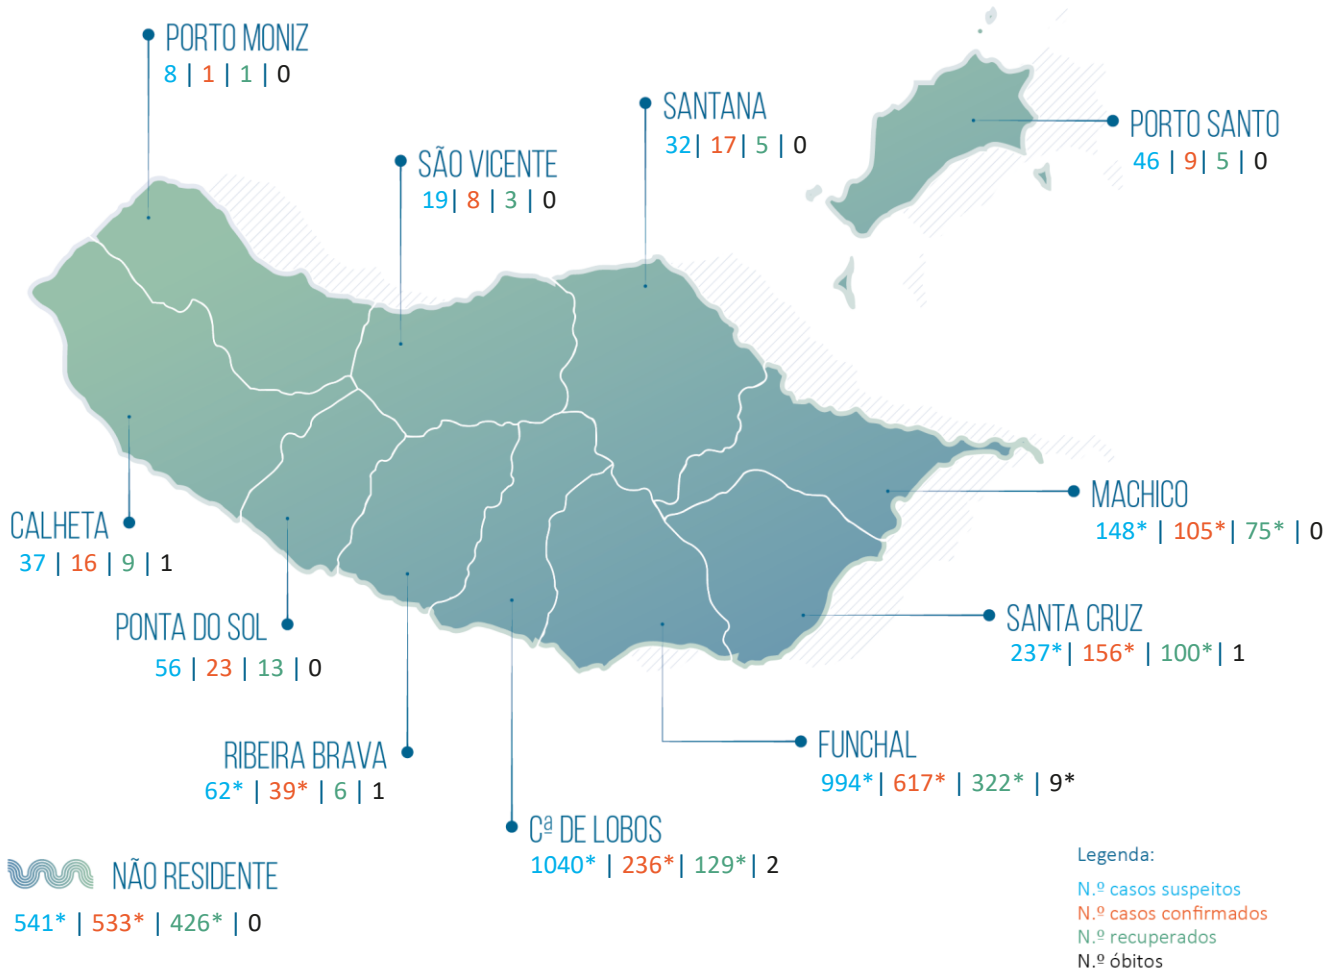 PORTO MONIZ
8 | 1 | 1 | 0
SANTANA
32| 17| 5 | 0
PORTO SANTO
46 | 9| 5 | 0
SÃO VICENTE
19| 8 | 3 | 0
MACHICO
148* | 105*| 75* | 0
CALHETA
37 | 16 | 9 | 1
SANTA CRUZ
237*| 156* | 100*| 1
PONTA DO SOL
56 | 23 | 13 | 0
FUNCHAL
994*| 617* | 322* | 9*
RIBEIRA BRAVA
62* | 39* | 6 | 1
Cª DE LOBOS
1040* | 236*| 129*| 2
NÃO RESIDENTE
541* | 533* | 426* | 0
Legenda:
N.º casos suspeitos
N.º casos confirmados
N.º recuperados
N.º óbitos